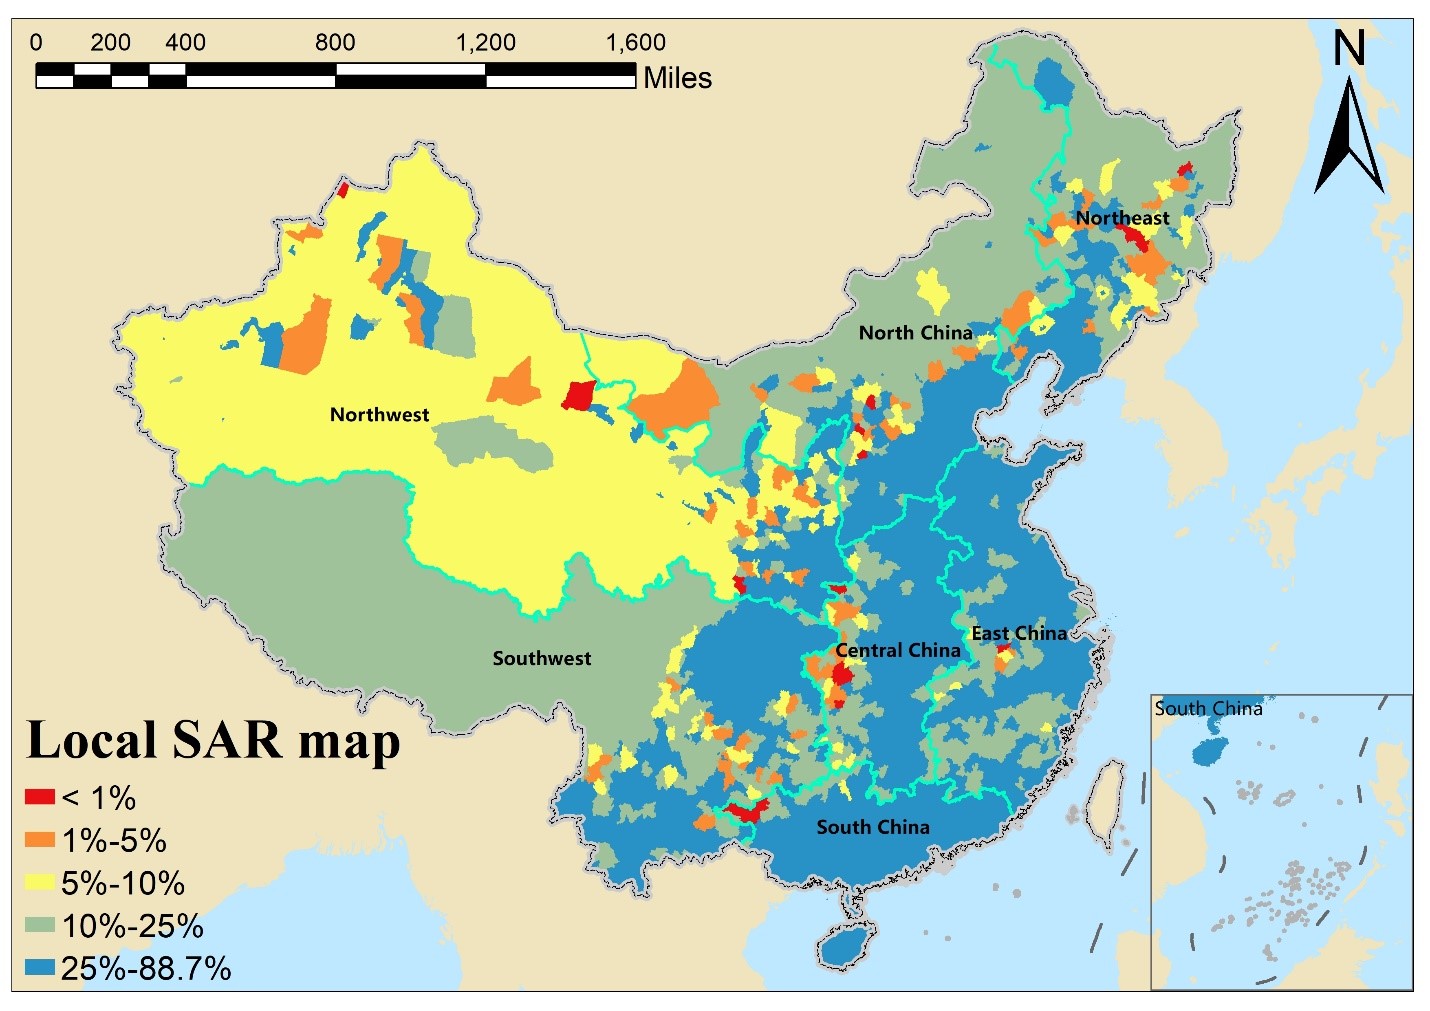 0 200 400 800 1,200 1,600
Miles
N
Northeast
North China
Northwest
Southwest
Central China
East China
South China
South China
Local SAR map
< 1%
1%-5%
5%-10%
10%-25%
25%-88.7%